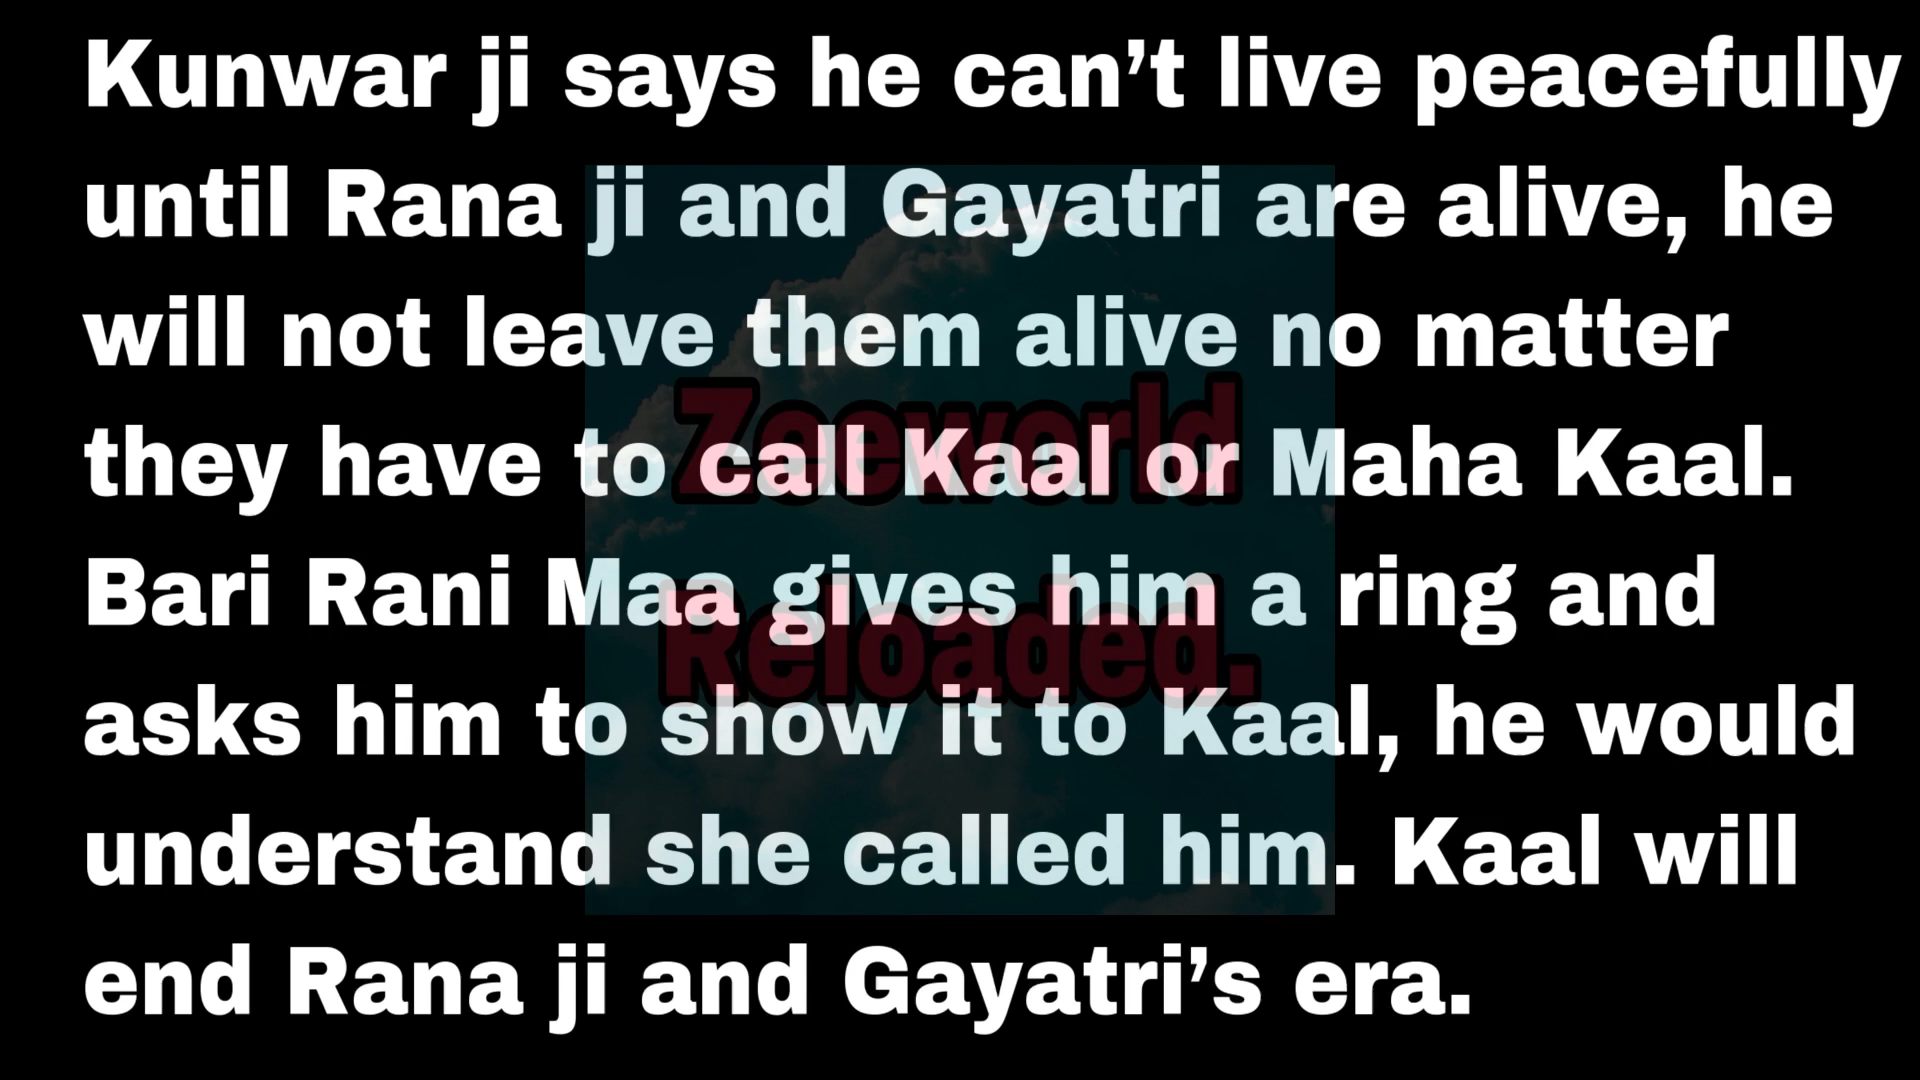 Kunwar ji says he can’t live peacefully
until Rana ji and Gayatri are alive, he
will not leave them alive no matter
they have to call Kaal or Maha Kaal.
Bari Rani Maa gives him a ring and
asks him to show it to Kaal, he would
understand she called him. Kaal will
end Rana ji and Gayatri’s era.
Zeeworld
Reloaded.